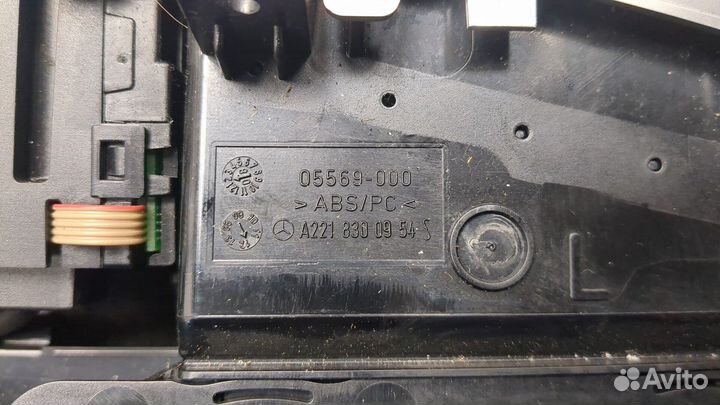 05569-000
>ABS/PC<
A221 830 09 54 S
L
Avito